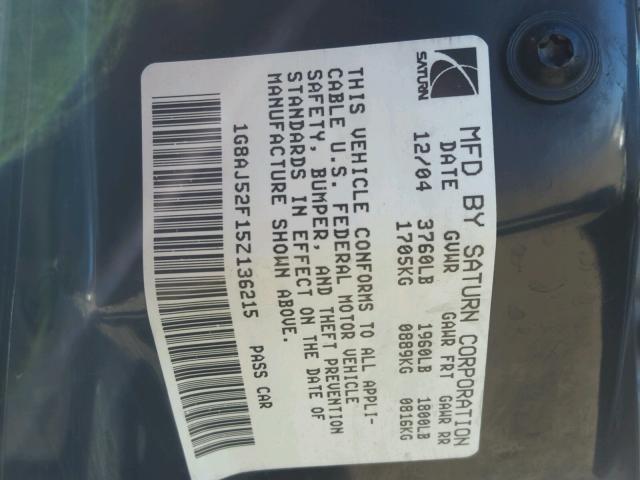 SATURN
MFD BY SATURN CORPORATION
DATE GVWR GAWR FRT GAWR RR
12/04 3760LB 1960LB 1800LB
1705KG 0889KG 0816KG
THIS VEHICLE CONFORMS TO ALL APPLI-
CABLE U.S. FEDERAL MOTOR VEHICLE
SAFETY, BUMPER, AND THEFT PREVENTION
STANDARDS IN EFFECT ON THE DATE OF
MANUFACTURE SHOWN ABOVE.
1G8AJ52F15Z136215 PASS CAR